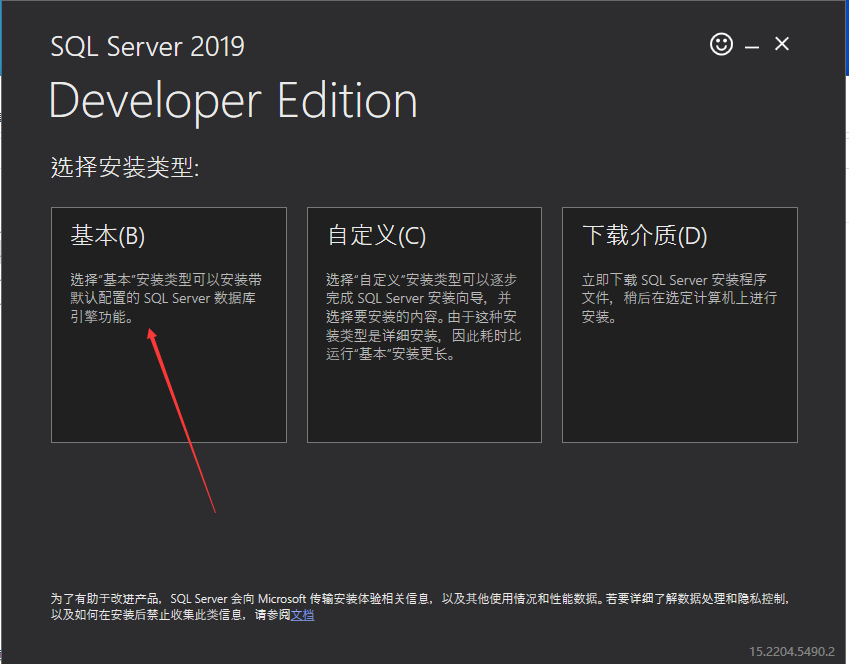 SQL Server 2019
Developer Edition
选择安装类型:
基本(B)
选择“基本”安装类型可以安装带
默认配置的 SQL Server 数据库
引擎功能。
自定义(C)
选择“自定义”安装类型可以逐步
完成 SQL Server 安装向导，并
选择要安装的内容。由于这种安
装类型是详细安装，因此耗时比
运行“基本”安装更长。
下载介质(D)
立即下载 SQL Server 安装程序
文件，稍后在选定计算机上进行
安装。
为了有助于改进产品，SQL Server 会向 Microsoft 传输安装体验相关信息，以及其他使用情况和性能数据。若要详细了解数据处理和隐私控制，
以及如何在安装后禁止收集此类信息，请参阅文档
15.2204.5490.2